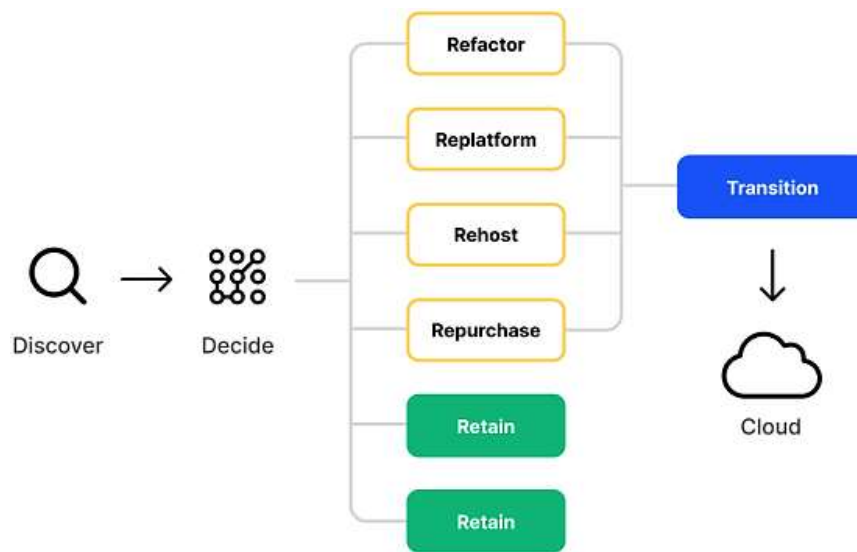 Refactor
Replatform
Rehost
Repurchase
Retain
Retain
Discover
Decide
Transition
Cloud